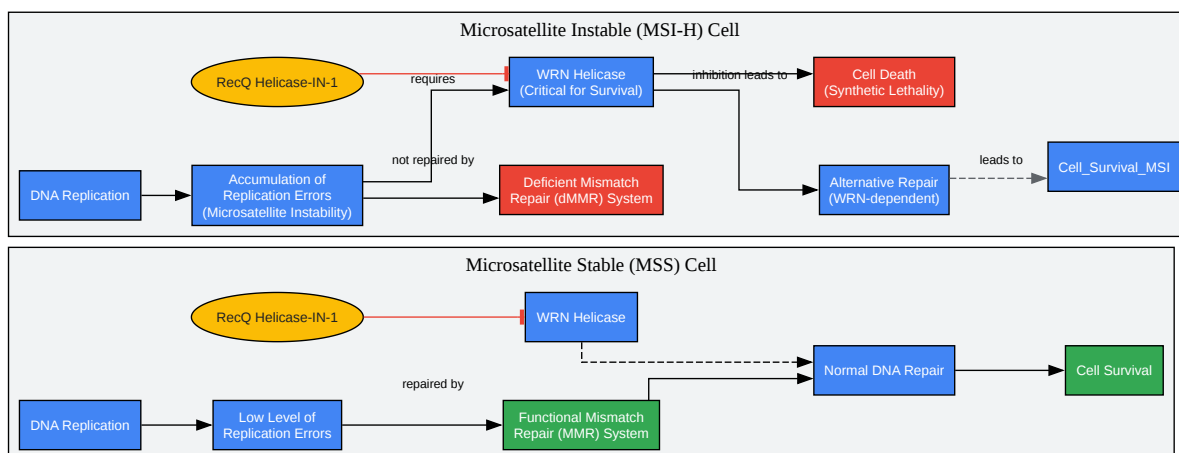 Microsatellite Instable (MSI-H) Cell
RecQ Helicase-IN-1
requires
WRN Helicase
(Critical for Survival)
inhibition leads to
Cell Death
(Synthetic Lethality)
not repaired by
leads to
Cell_Survival_MSI
DNA Replication
Accumulation of
Replication Errors
(Microsatellite Instability)
Deficient Mismatch
Repair (dMMR) System
Alternative Repair
(WRN-dependent)
Microsatellite Stable (MSS) Cell
RecQ Helicase-IN-1
WRN Helicase
Normal DNA Repair
Cell Survival
repaired by
DNA Replication
Low Level of
Replication Errors
Functional Mismatch
Repair (MMR) System